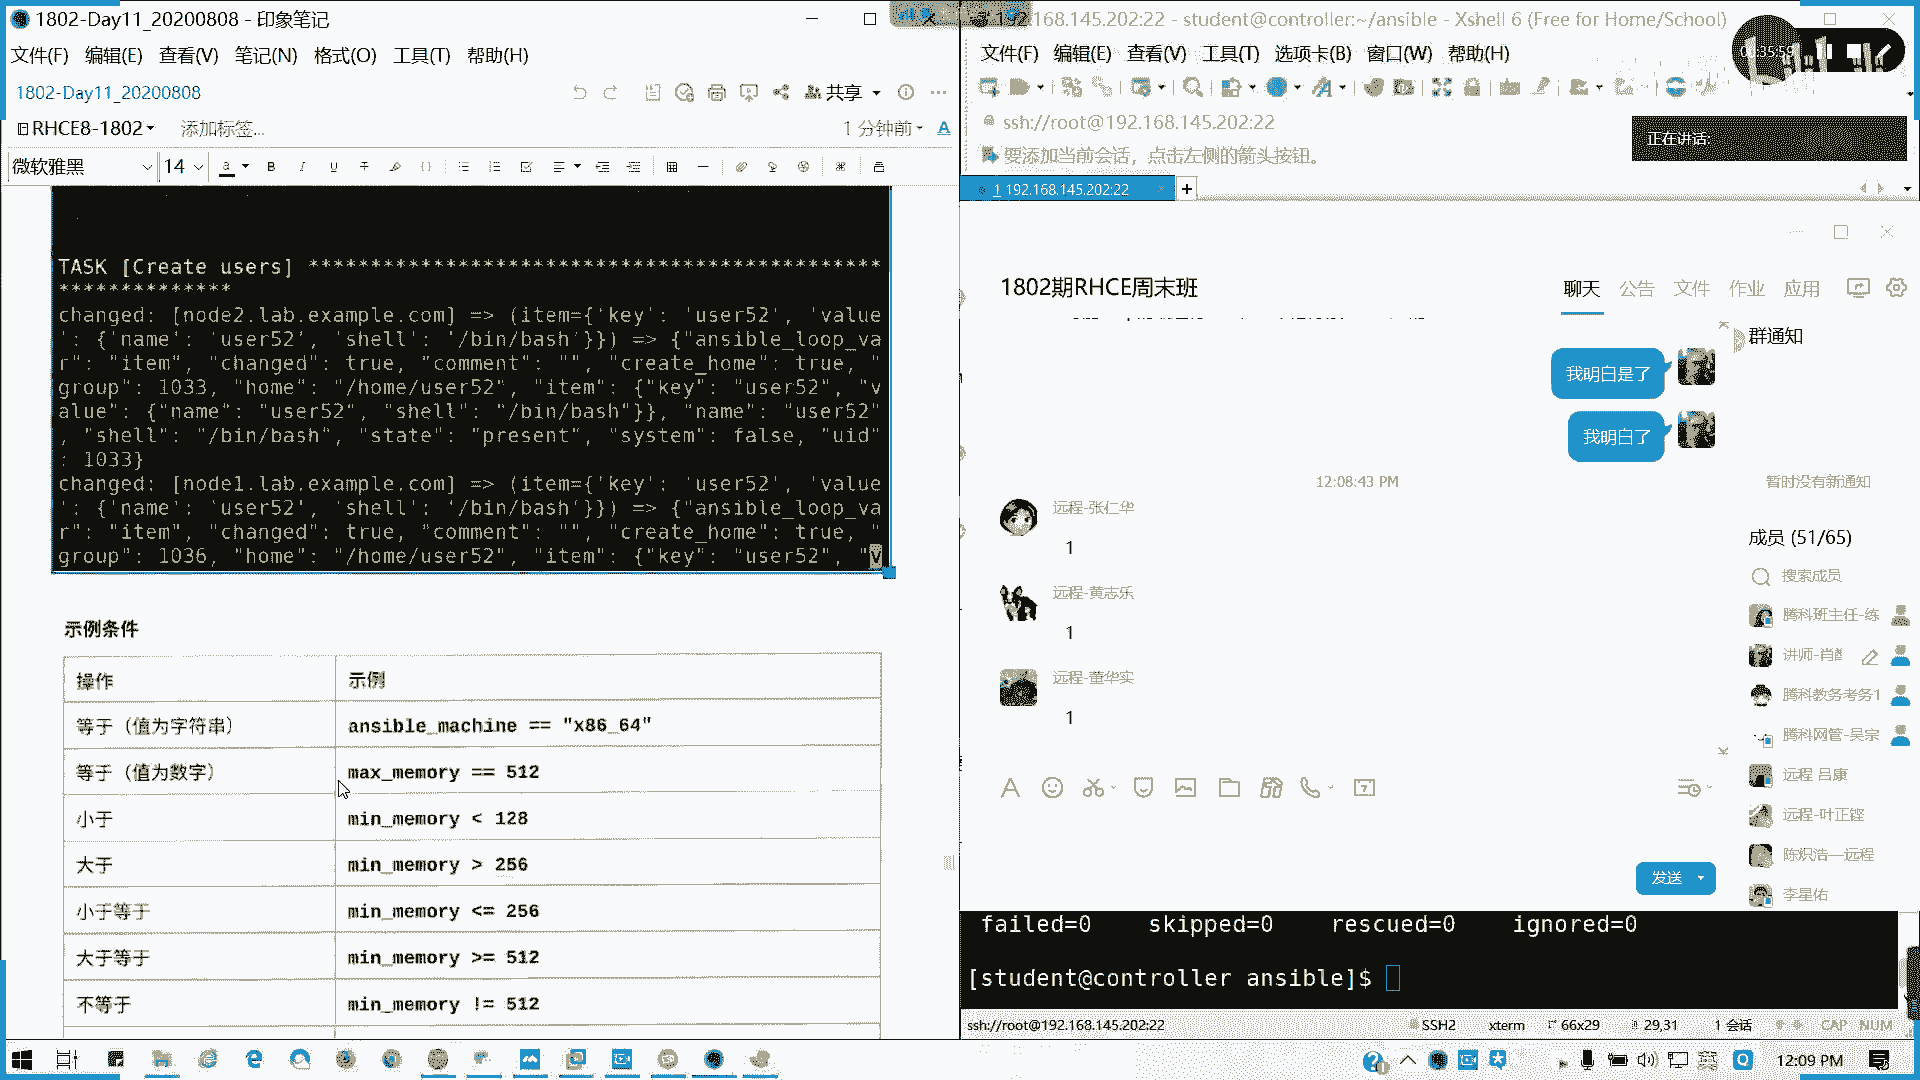 1802-Day11_20200808 - 印象笔记
文件(F) 编辑(E) 查看(V) 笔记(N) 格式(O) 工具(T) 帮助(H)
1802-Day11_20200808
共享
RHCE8-1802
添加标签...
1 分钟前
微软雅黑
14
TASK [Create users] *********************************************
**************
changed: [node2.lab.example.com] => (item={'key': 'user52', 'value
': {'name': 'user52', 'shell': '/bin/bash'}}) => {"ansible_loop_va
r": "item", "changed": true, "comment": "", "create_home": true, "
group": 1033, "home": "/home/user52", "item": {"key": "user52", "v
alue": {"name": "user52", "shell": "/bin/bash"}}, "name": "user52"
, "shell": "/bin/bash", "state": "present", "system": false, "uid"
: 1033}
changed: [node1.lab.example.com] => (item={'key': 'user52', 'value
': {'name': 'user52', 'shell': '/bin/bash'}}) => {"ansible_loop_va
r": "item", "changed": true, "comment": "", "create_home": true, "
group": 1036, "home": "/home/user52", "item": {"key": "user52", "v
示例条件
操作 示例
等于（值为字符串） ansible_machine == "x86_64"
等于（值为数字） max_memory == 512
小于 min_memory < 128
大于 min_memory > 256
小于等于 min_memory <= 256
大于等于 min_memory >= 512
不等于 min_memory != 512
168.145.202:22 - student@controller:~/ansible - Xshell 6 (Free for Home/School)
文件(F) 编辑(E) 查看(V) 工具(T) 选项卡(B) 窗口(W) 帮助(H)
ssh://root@192.168.145.202:22
要添加当前会话，点击左侧的箭头按钮。
正在讲话:
1 192.168.145.202:22
1802期RHCE周末班
聊天 公告 文件 作业 应用
群通知
我明白是了
我明白了
暂时没有新通知
12:08:43 PM
远程-张仁华
1
远程-黄志乐
1
远程-董华实
1
成员 (51/65)
搜索成员
腾科班主任-练
腾科教务考务1
腾科网管-吴宗
远程 吕康
远程-叶正铿
陈炽浩—远程
李星佑
发送
failed=0 skipped=0 rescued=0 ignored=0
[student@controller ansible]$
ssh://root@192.168.145.202:22
SSH2 xterm 66x29 29,31 1 会话 CAP NUM
12:09 PM